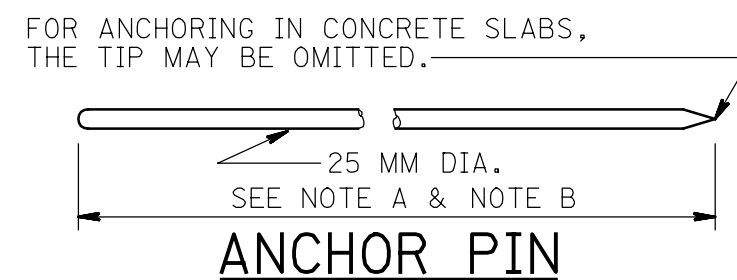 FOR ANCHORING IN CONCRETE SLABS,
THE TIP MAY BE OMITTED.
25 MM DIA.
SEE NOTE A & NOTE B
ANCHOR PIN